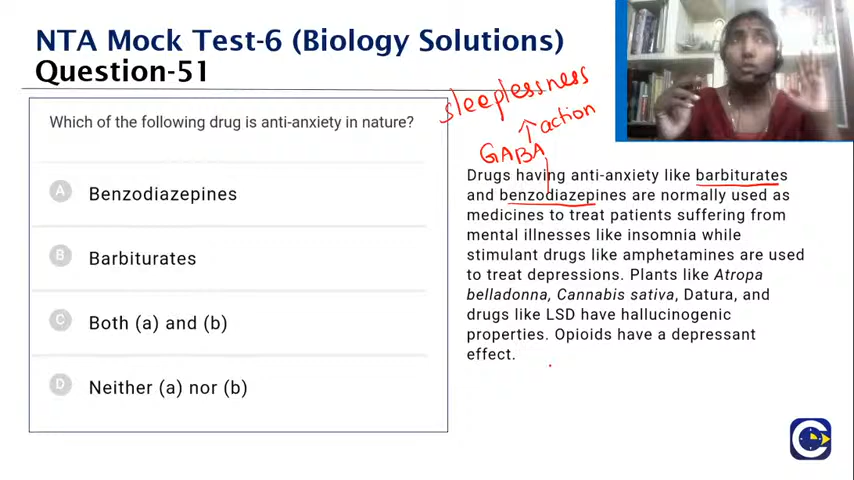 NTA Mock Test-6 (Biology Solutions)
Question-51
Which of the following drug is anti-anxiety in nature?
A Benzodiazepines
B Barbiturates
C Both (a) and (b)
D Neither (a) nor (b)
sleeplessness
↑ action
GABA
Drugs having anti-anxiety like barbiturates
and benzodiazepines are normally used as
medicines to treat patients suffering from
mental illnesses like insomnia while
stimulant drugs like amphetamines are used
to treat depressions. Plants like Atropa
belladonna, Cannabis sativa, Datura, and
drugs like LSD have hallucinogenic
properties. Opioids have a depressant
effect.